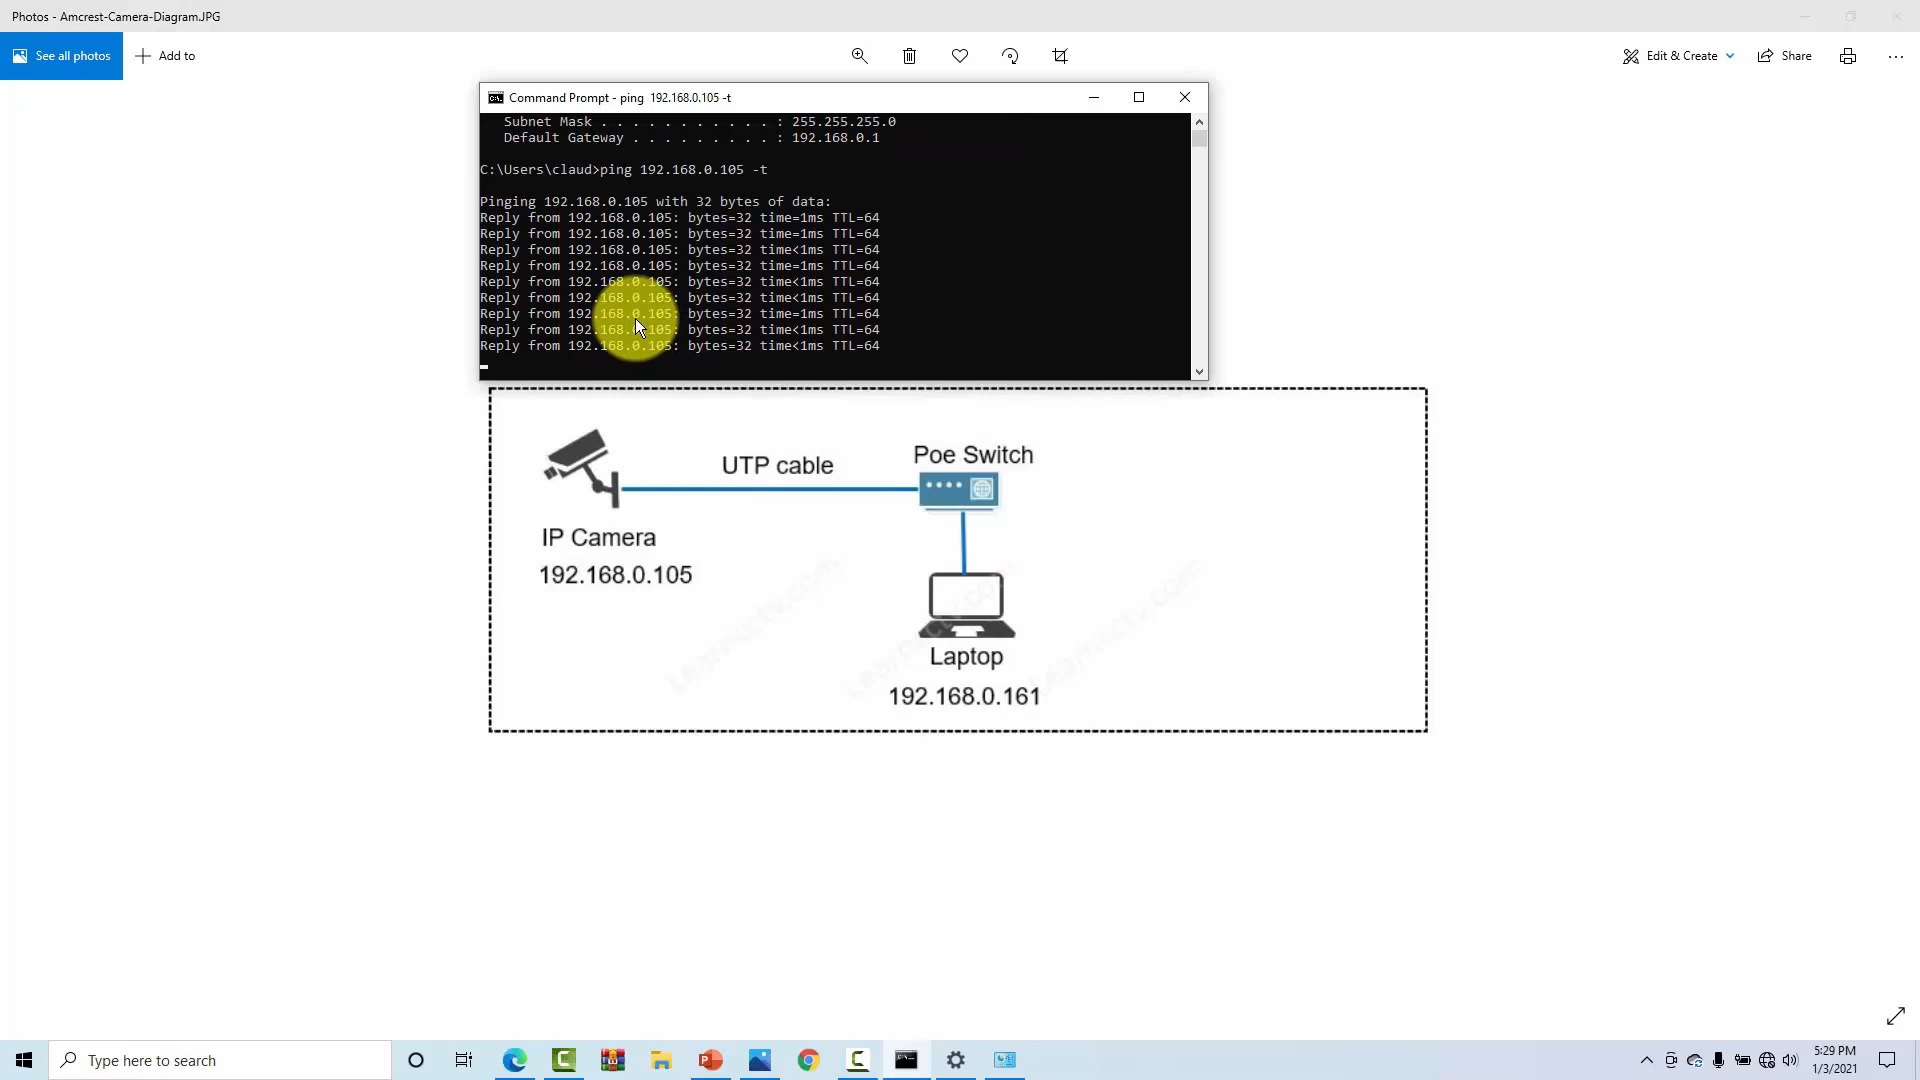 Photos - Amcrest-Camera-Diagram.JPG
See all photos
Add to
Edit & Create
Share
Command Prompt - ping  192.168.0.105 -t
Subnet Mask . . . . . . . . . . . : 255.255.255.0
Default Gateway . . . . . . . . . : 192.168.0.1
C:\Users\claud>ping 192.168.0.105 -t
Pinging 192.168.0.105 with 32 bytes of data:
Reply from 192.168.0.105: bytes=32 time=1ms TTL=64
Reply from 192.168.0.105: bytes=32 time=1ms TTL=64
Reply from 192.168.0.105: bytes=32 time<1ms TTL=64
Reply from 192.168.0.105: bytes=32 time=1ms TTL=64
Reply from 192.168.0.105: bytes=32 time<1ms TTL=64
Reply from 192.168.0.105: bytes=32 time<1ms TTL=64
Reply from 192.168.0.105: bytes=32 time=1ms TTL=64
Reply from 192.168.0.105: bytes=32 time<1ms TTL=64
Reply from 192.168.0.105: bytes=32 time<1ms TTL=64
UTP cable
Poe Switch
IP Camera
192.168.0.105
Laptop
192.168.0.161
Learncctv.com
Learncctv.com
Learncctv.com
Type here to search
5:29 PM
1/3/2021